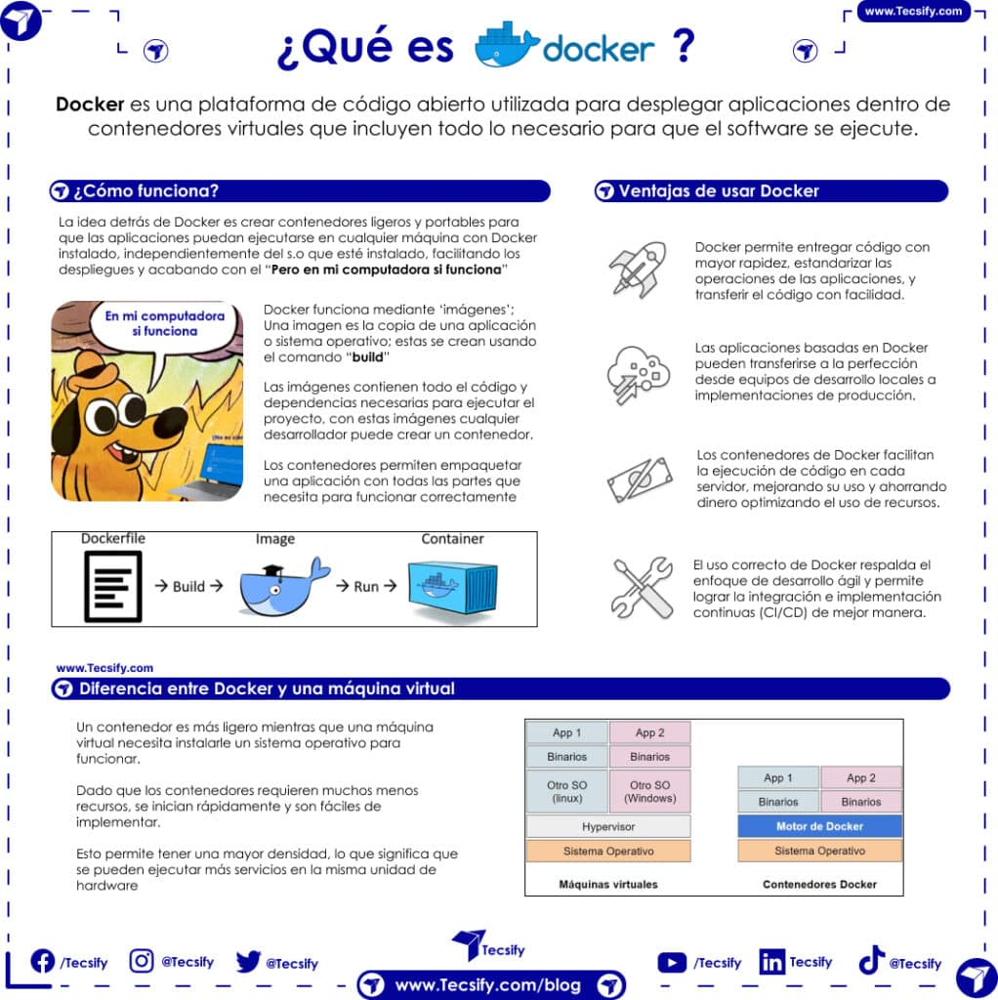 www.Tecsify.com
¿Qué es docker ?
Docker es una plataforma de código abierto utilizada para desplegar aplicaciones dentro de
contenedores virtuales que incluyen todo lo necesario para que el software se ejecute.
¿Cómo funciona?
La idea detrás de Docker es crear contenedores ligeros y portables para
que las aplicaciones puedan ejecutarse en cualquier máquina con Docker
instalado, independientemente del s.o que esté instalado, facilitando los
despliegues y acabando con el “Pero en mi computadora si funciona”
En mi computadora
si funciona
Docker funciona mediante ‘imágenes’;
Una imagen es la copia de una aplicación
o sistema operativo; estas se crean usando
el comando “build”
Las imágenes contienen todo el código y
dependencias necesarias para ejecutar el
proyecto, con estas imágenes cualquier
desarrollador puede crear un contenedor.
Los contenedores permiten empaquetar
una aplicación con todas las partes que
necesita para funcionar correctamente
Dockerfile
Image
Container
→ Build →
→ Run →
Ventajas de usar Docker
Docker permite entregar código con
mayor rapidez, estandarizar las
operaciones de las aplicaciones, y
transferir el código con facilidad.
Las aplicaciones basadas en Docker
pueden transferirse a la perfección
desde equipos de desarrollo locales a
implementaciones de producción.
Los contenedores de Docker facilitan
la ejecución de código en cada
servidor, mejorando su uso y ahorrando
dinero optimizando el uso de recursos.
El uso correcto de Docker respalda el
enfoque de desarrollo ágil y permite
lograr la integración e implementación
continuas (CI/CD) de mejor manera.
www.Tecsify.com
Diferencia entre Docker y una máquina virtual
Un contenedor es más ligero mientras que una máquina
virtual necesita instalarle un sistema operativo para
funcionar.
Dado que los contenedores requieren muchos menos
recursos, se inician rápidamente y son fáciles de
implementar.
Esto permite tener una mayor densidad, lo que significa que
se pueden ejecutar más servicios en la misma unidad de
hardware
App 1
App 2
Binarios
Binarios
Otro SO
(linux)
Otro SO
(Windows)
Hypervisor
Sistema Operativo
Máquinas virtuales
App 1
App 2
Binarios
Binarios
Motor de Docker
Sistema Operativo
Contenedores Docker
/Tecsify
@Tecsify
@Tecsify
Tecsify
www.Tecsify.com/blog
/Tecsify
Tecsify
@Tecsify